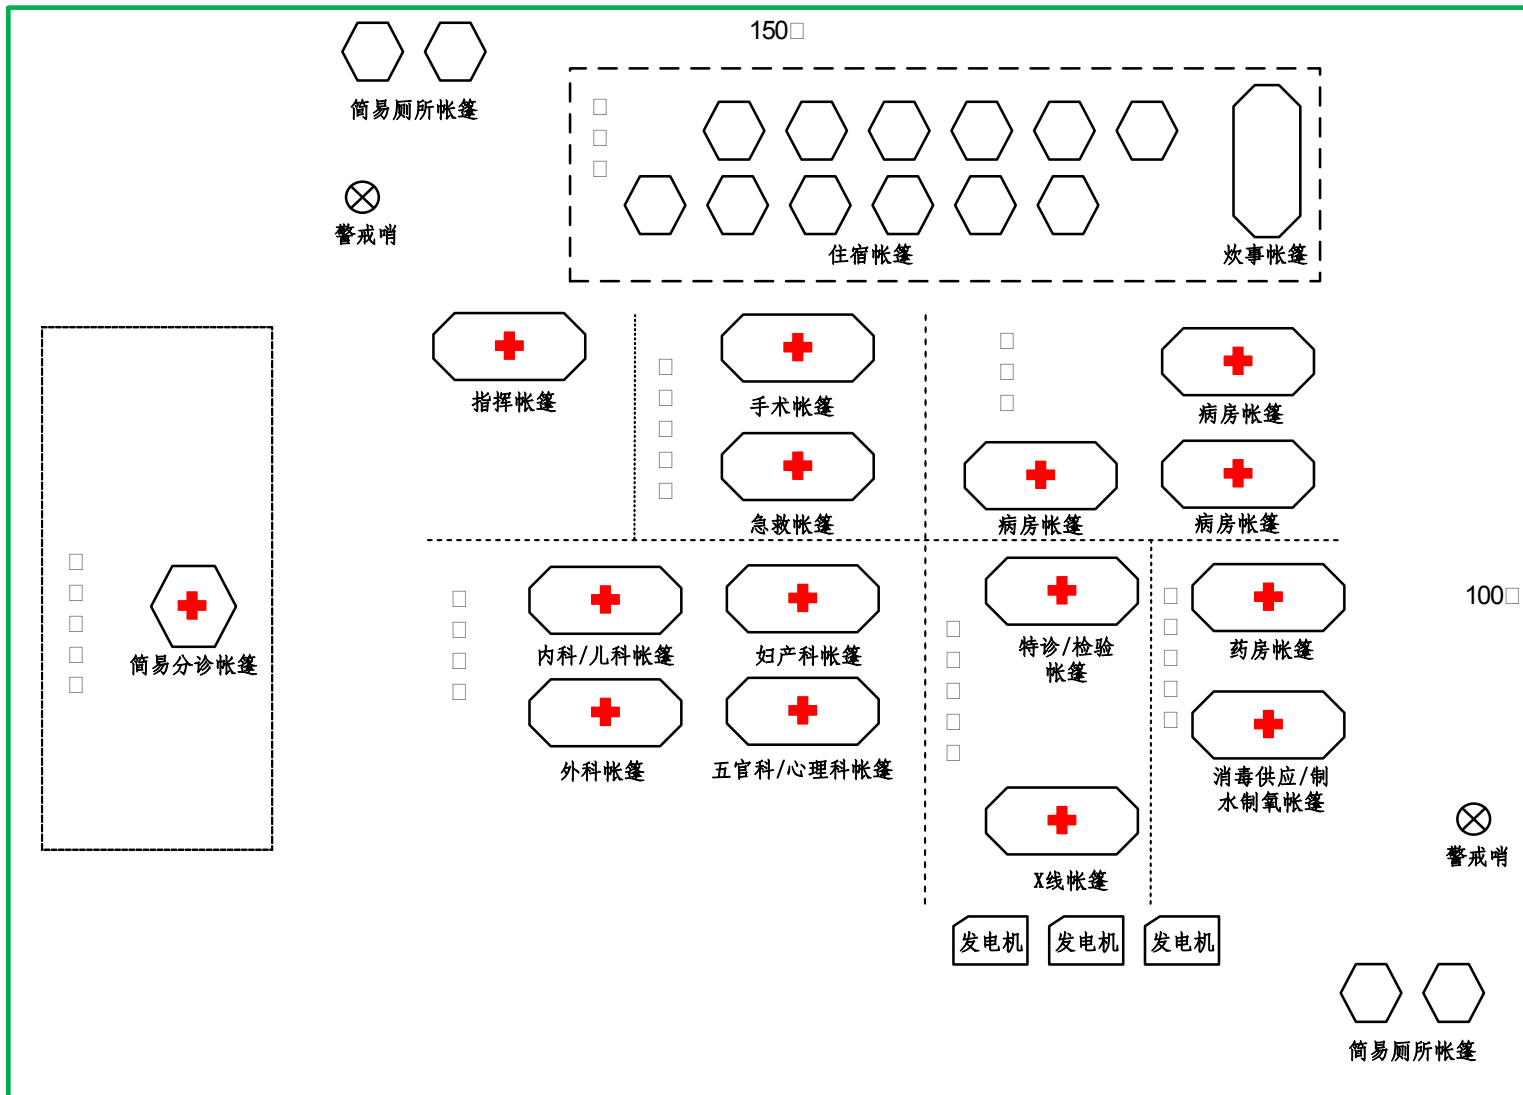 150□
简易厕所帐篷
□
□
□
警戒哨
住宿帐篷
炊事帐篷
指挥帐篷
□
□
□
□
□
手术帐篷
急救帐篷
□
□
□
病房帐篷
病房帐篷
病房帐篷
□
□
□
□
□
简易分诊帐篷
□
□
□
□
内科/儿科帐篷
妇产科帐篷
外科帐篷
五官科/心理科帐篷
□
□
□
□
□
特诊/检验
帐篷
X线帐篷
□
□
□
□
□
药房帐篷
消毒供应/制
水制氧帐篷
100□
警戒哨
发电机
发电机
发电机
简易厕所帐篷